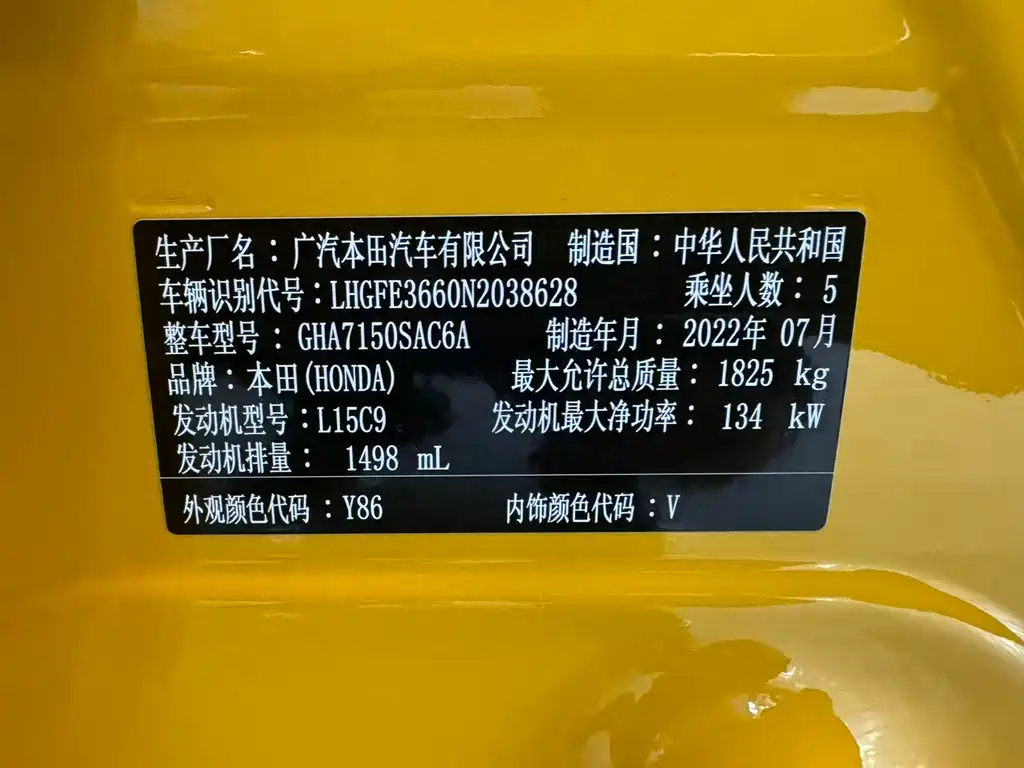 生产厂名：广汽本田汽车有限公司 制造国：中华人民共和国
车辆识别代号：LHGFE3660N2038628 乘坐人数：5
整车型号：GHA7150SAC6A 制造年月：2022年07月
品牌：本田(HONDA) 最大允许总质量：1825 kg
发动机型号：L15C9 发动机最大净功率：134 kW
发动机排量：1498 mL
外观颜色代码：Y86 内饰颜色代码：V